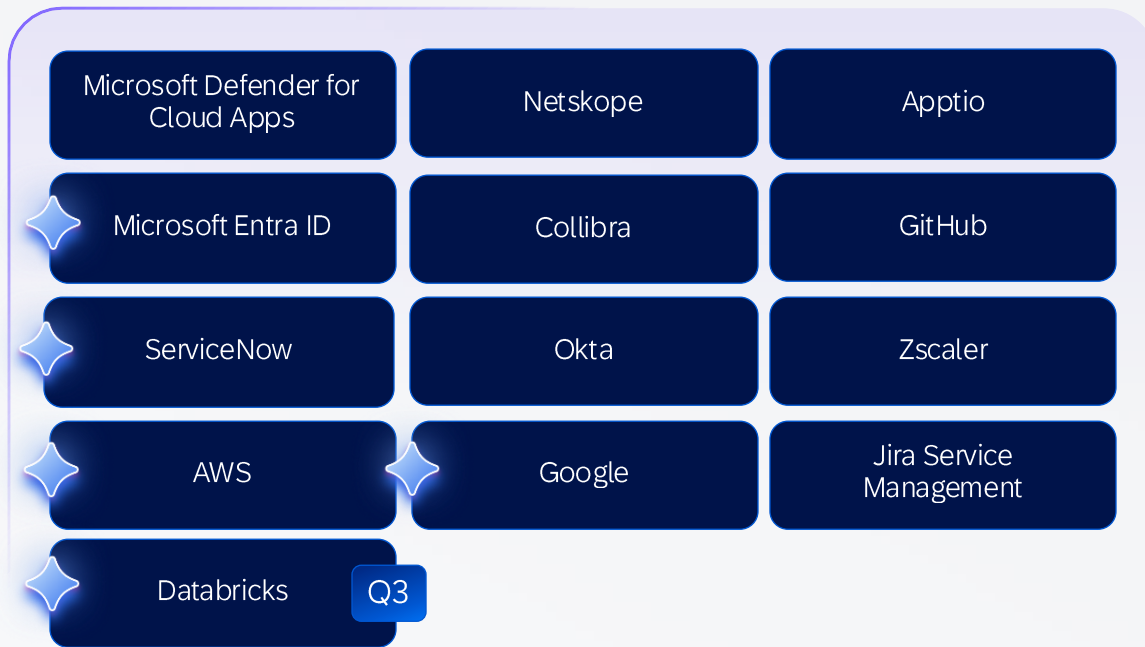 Microsoft Defender for
Cloud Apps
Netskope
Apptio
Microsoft Entra ID
Collibra
GitHub
ServiceNow
Okta
Zscaler
AWS
Google
Jira Service
Management
Databricks
Q3